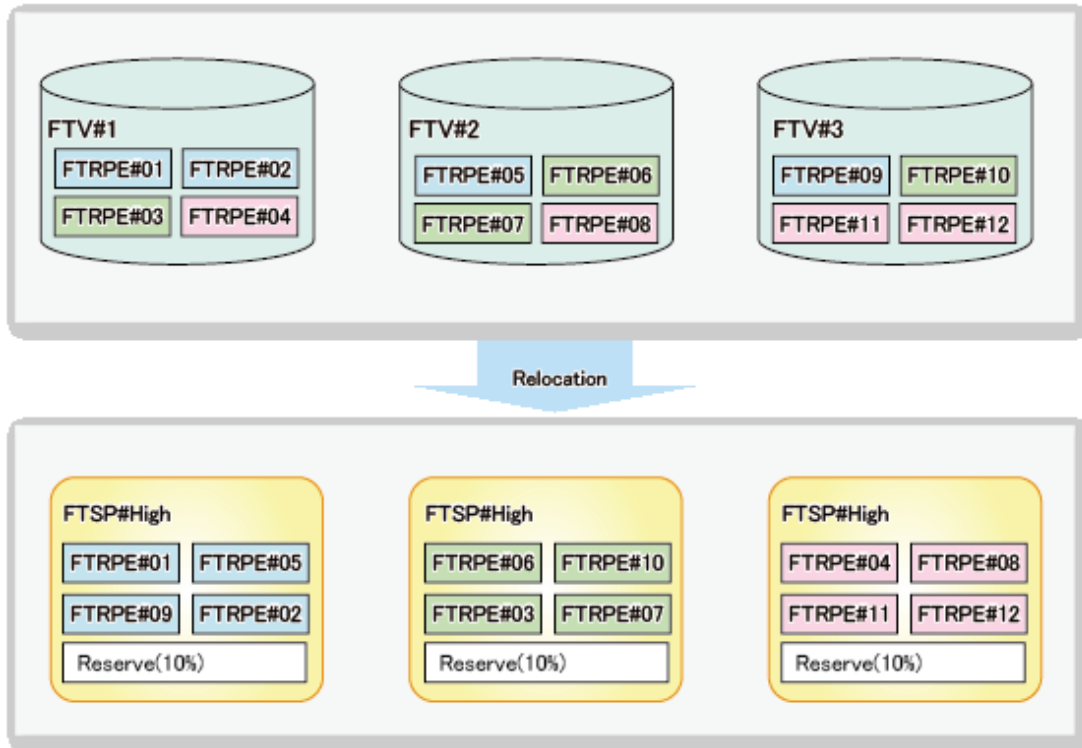 FTV#1
FTRPE#01 FTRPE#02
FTRPE#03 FTRPE#04
FTV#2
FTRPE#05 FTRPE#06
FTRPE#07 FTRPE#08
FTV#3
FTRPE#09 FTRPE#10
FTRPE#11 FTRPE#12
Relocation
FTSP#High
FTRPE#01 FTRPE#05
FTRPE#09 FTRPE#02
Reserve(10%)
FTSP#High
FTRPE#06 FTRPE#10
FTRPE#03 FTRPE#07
Reserve(10%)
FTSP#High
FTRPE#04 FTRPE#08
FTRPE#11 FTRPE#12
Reserve(10%)